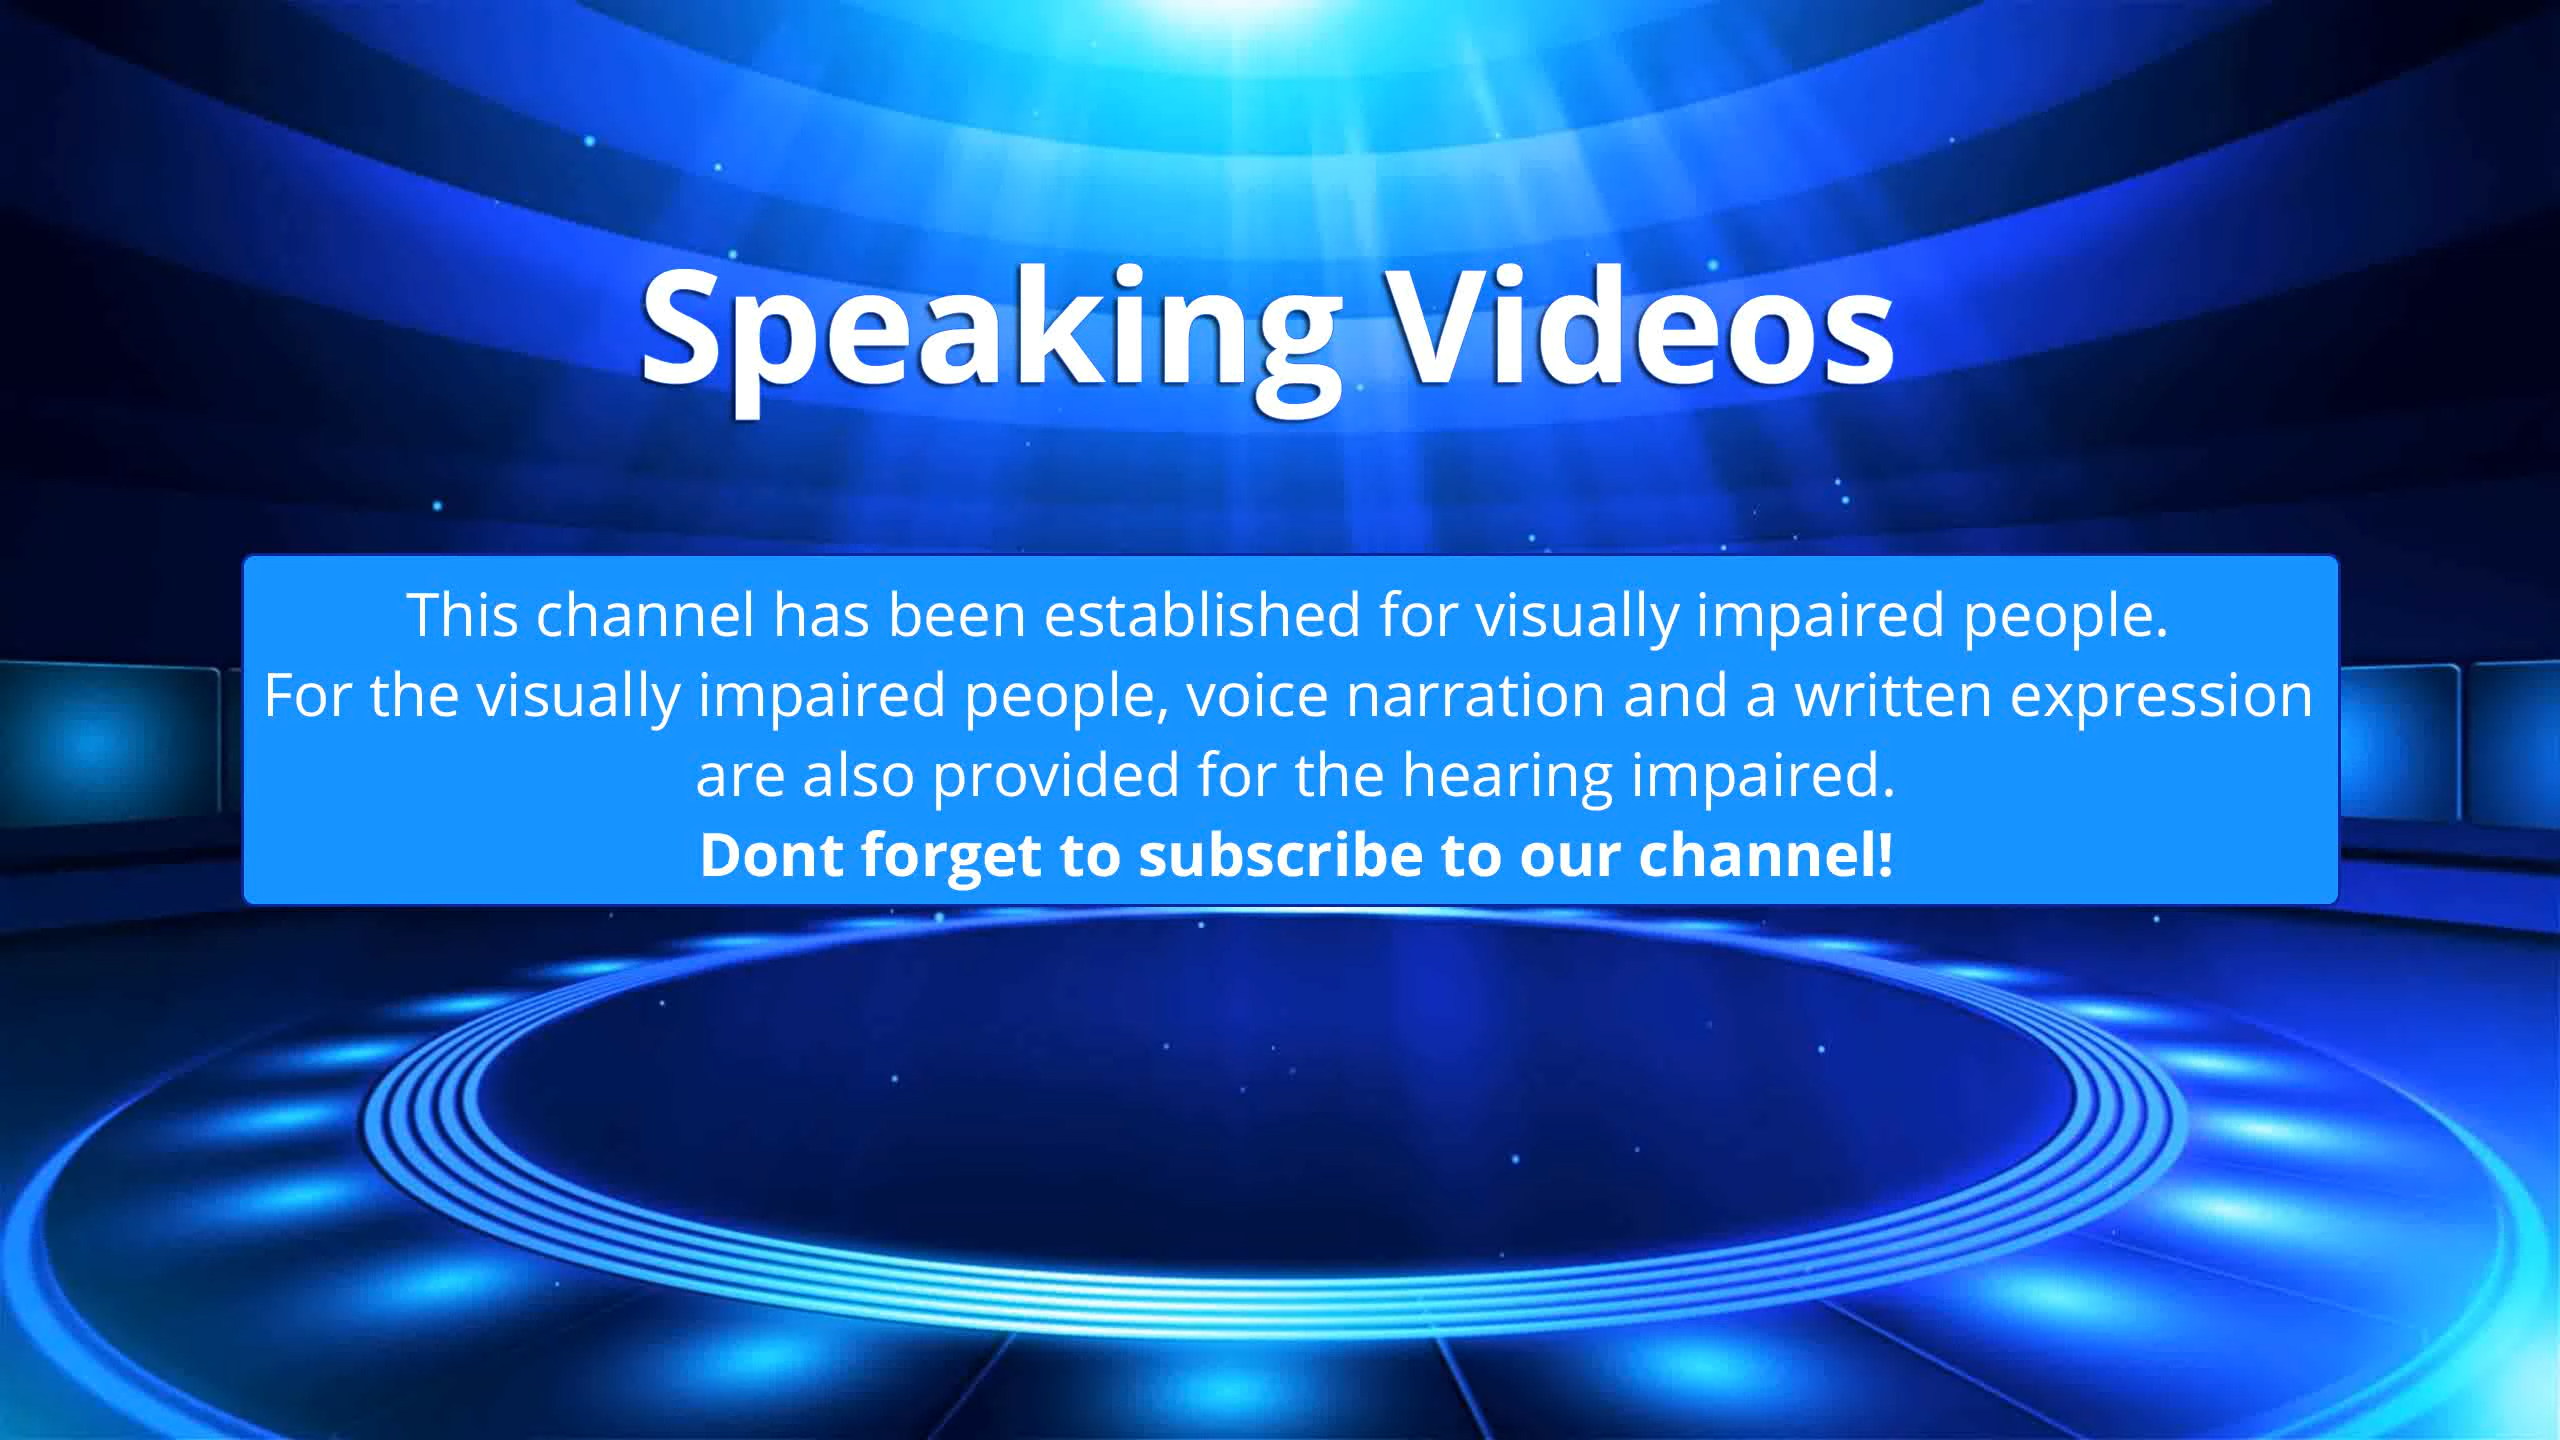 Speaking Videos
This channel has been established for visually impaired people.
For the visually impaired people, voice narration and a written expression
are also provided for the hearing impaired.
Dont forget to subscribe to our channel!